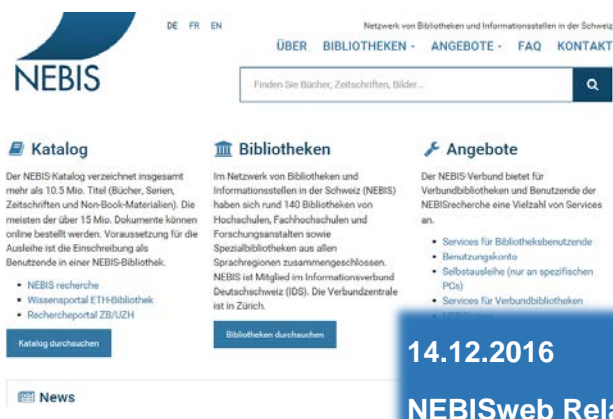 DE FR EN
Netzwerk von Bibliotheken und Informationsstellen in der Schweiz
ÜBER BIBLIOTHEKEN ANGEBOTE FAQ KONTAKT
NEBIS
Finden Sie Bücher, Zeitschriften, Bilder...
Katalog
Der NEBIS-Katalog verzeichnet insgesamt
mehr als 10.5 Mio. Titel (Bücher, Serien,
Zeitschriften und Non-Book-Materialien). Die
meisten der über 15 Mio. Dokumente können
online bestellt werden. Voraussetzung für die
Ausleihe ist die Einschreibung als
Benutzende in einer NEBIS-Bibliothek.
• NEBIS recherche
• Wissensportal ETH-Bibliothek
• Rechercheportal ZB/UZH
Katalog durchsuchen
Bibliotheken
Im Netzwerk von Bibliotheken und
Informationsstellen in der Schweiz (NEBIS)
haben sich rund 140 Bibliotheken von
Hochschulen, Fachhochschulen und
Forschungsanstalten sowie
Spezialbibliotheken aus allen
Sprachregionen zusammengeschlossen.
NEBIS ist Mitglied im Informationsverbund
Deutschschweiz (IDS). Die Verbundzentrale
ist in Zürich.
Bibliotheken durchsuchen
Angebote
Der NEBIS-Verbund bietet für
Verbundbibliotheken und Benutzende der
NEBISrecherche eine Vielzahl von Services
an.
• Services für Bibliotheksbenutzende
• Benutzungskonto
• Selbstausleihe (nur an spezifischen
PCs)
• Services für Verbundbibliotheken
News
14.12.2016
NEBISweb Rela